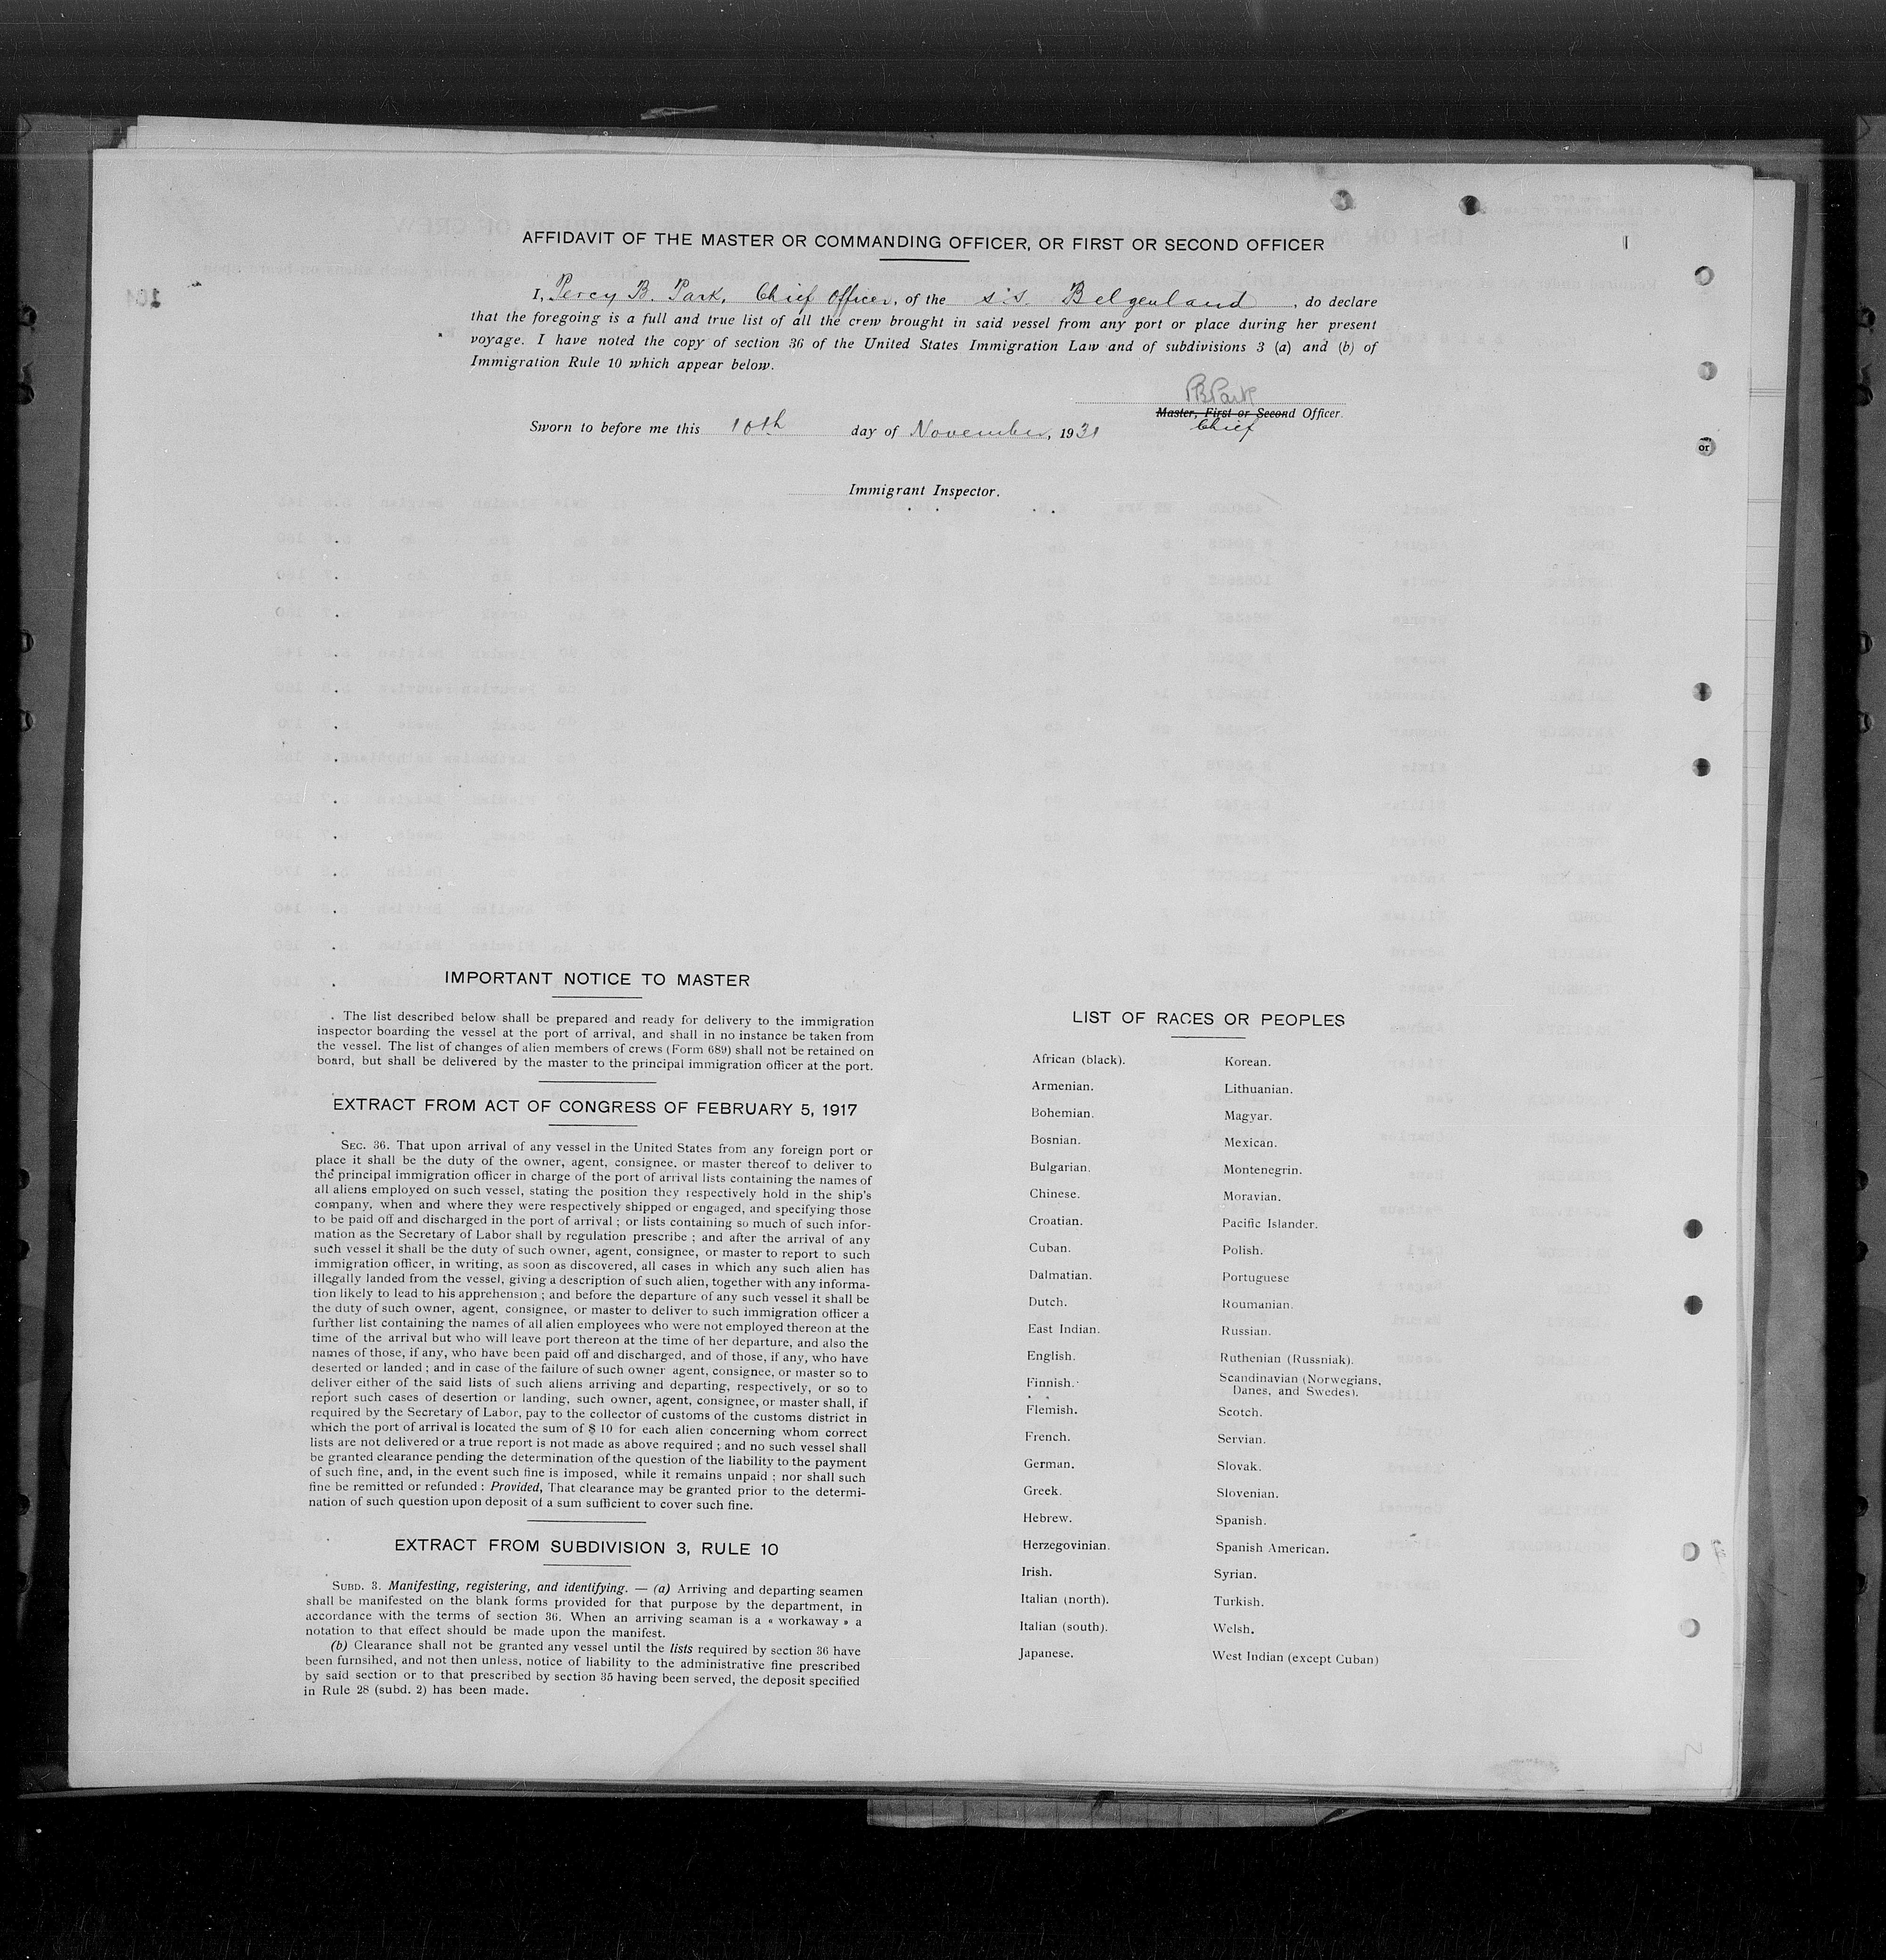 AFFIDAVIT OF THE MASTER OR COMMANDING OFFICER, OR FIRST OR SECOND OFFICER
I, Percy B. Park, Chief Officer, of the s.s. Belgenland, do declare
that the foregoing is a full and true list of all the crew brought in said vessel from any port or place during her present
voyage. I have noted the copy of section 36 of the United States Immigration Law and of subdivisions 3 (a) and (b) of
Immigration Rule 10 which appear below.
PBPark
Master, First or Second Officer.
Chief
Sworn to before me this 10th day of November, 1931
Immigrant Inspector.
or
IMPORTANT NOTICE TO MASTER
The list described below shall be prepared and ready for delivery to the immigration
inspector boarding the vessel at the port of arrival, and shall in no instance be taken from
the vessel. The list of changes of alien members of crews (Form 689) shall not be retained on
board, but shall be delivered by the master to the principal immigration officer at the port.
EXTRACT FROM ACT OF CONGRESS OF FEBRUARY 5, 1917
SEC. 36. That upon arrival of any vessel in the United States from any foreign port or
place it shall be the duty of the owner, agent, consignee, or master thereof to deliver to
the principal immigration officer in charge of the port of arrival lists containing the names of
all aliens employed on such vessel, stating the position they respectively hold in the ship's
company, when and where they were respectively shipped or engaged, and specifying those
to be paid off and discharged in the port of arrival ; or lists containing so much of such infor-
mation as the Secretary of Labor shall by regulation prescribe ; and after the arrival of any
such vessel it shall be the duty of such owner, agent, consignee, or master to report to such
immigration officer, in writing, as soon as discovered, all cases in which any such alien has
illegally landed from the vessel, giving a description of such alien, together with any informa-
tion likely to lead to his apprehension ; and before the departure of any such vessel it shall be
the duty of such owner, agent, consignee, or master to deliver to such immigration officer a
further list containing the names of all alien employees who were not employed thereon at the
time of the arrival but who will leave port thereon at the time of her departure, and also the
names of those, if any, who have been paid off and discharged, and of those, if any, who have
deserted or landed ; and in case of the failure of such owner agent, consignee, or master so to
deliver either of the said lists of such aliens arriving and departing, respectively, or so to
report such cases of desertion or landing, such owner, agent, consignee, or master shall, if
required by the Secretary of Labor, pay to the collector of customs of the customs district in
which the port of arrival is located the sum of $ 10 for each alien concerning whom correct
lists are not delivered or a true report is not made as above required ; and no such vessel shall
be granted clearance pending the determination of the question of the liability to the payment
of such fine, and, in the event such fine is imposed, while it remains unpaid ; nor shall such
fine be remitted or refunded : Provided, That clearance may be granted prior to the determi-
nation of such question upon deposit of a sum sufficient to cover such fine.
EXTRACT FROM SUBDIVISION 3, RULE 10
SUBD. 3. Manifesting, registering, and identifying. — (a) Arriving and departing seamen
shall be manifested on the blank forms provided for that purpose by the department, in
accordance with the terms of section 36. When an arriving seaman is a « workaway » a
notation to that effect should be made upon the manifest.
(b) Clearance shall not be granted any vessel until the lists required by section 36 have
been furnsihed, and not then unless, notice of liability to the administrative fine prescribed
by said section or to that prescribed by section 35 having been served, the deposit specified
in Rule 28 (subd. 2) has been made.
LIST OF RACES OR PEOPLES
African (black).
Armenian.
Bohemian.
Bosnian.
Bulgarian.
Chinese.
Croatian.
Cuban.
Dalmatian.
Dutch.
East Indian.
English.
Finnish.
Flemish.
French.
German.
Greek.
Hebrew.
Herzegovinian.
Irish.
Italian (north).
Italian (south).
Japanese.
Korean.
Lithuanian.
Magyar.
Mexican.
Montenegrin.
Moravian.
Pacific Islander.
Polish.
Portuguese
Roumanian.
Russian.
Ruthenian (Russniak).
Scandinavian (Norwegians,
Danes, and Swedes).
Scotch.
Servian.
Slovak.
Slovenian.
Spanish.
Spanish American.
Syrian.
Turkish.
Welsh.
West Indian (except Cuban)